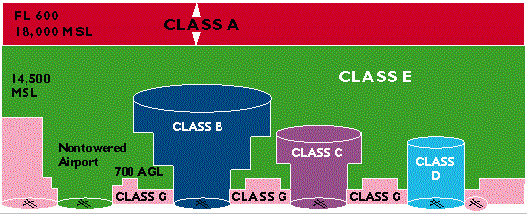 FL 600
18,000 MSL
CLASS A
14,500
MSL
CLASS E
Nontowered
Airport
700 AGL
CLASS B
CLASS C
CLASS
D
CLASS G
CLASS G
CLASS G
CLASS G